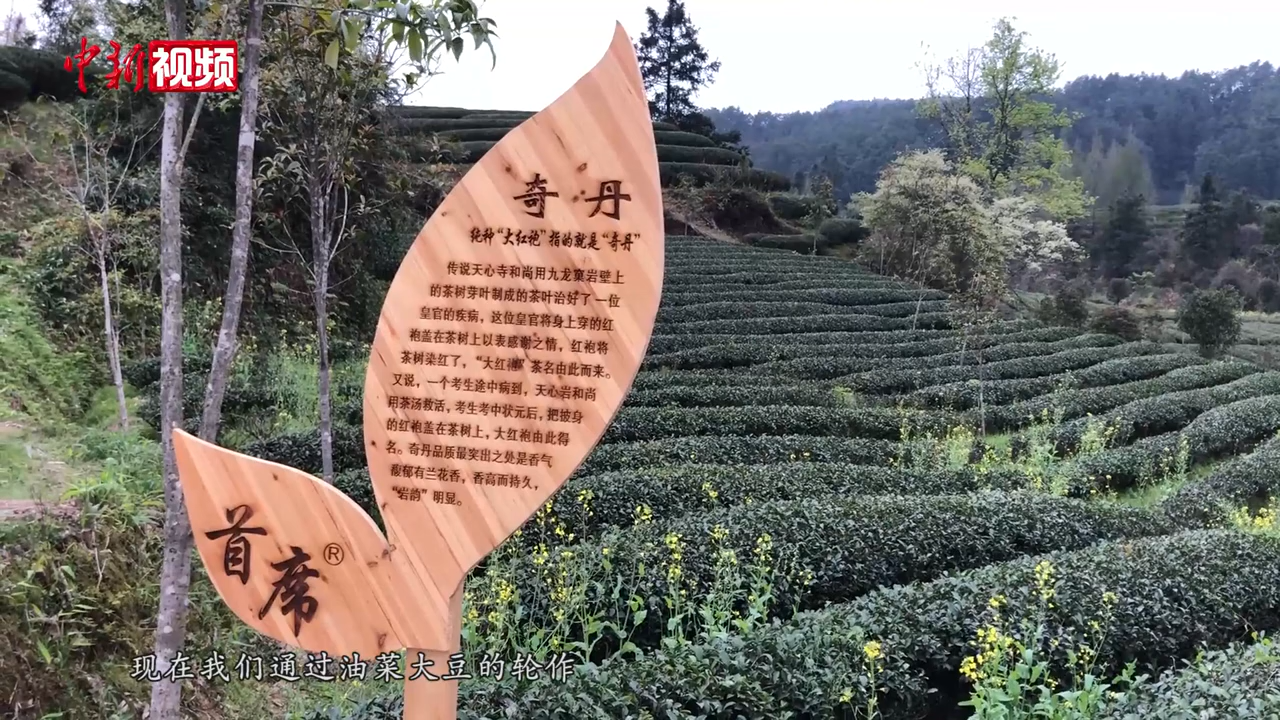 中新视频
奇丹
纯种“大红袍”指的就是“奇丹”
传说天心寺和尚用九龙窠岩壁上
的茶树芽叶制成的茶叶治好了一位
皇官的疾病，这位皇官将身上穿的红
袍盖在茶树上以表感谢之情，红袍将
茶树染红了，“大红袍”茶名由此而来。
又说，一个考生途中病到，天心岩和尚
用茶汤救活，考生考中状元后，把披身
的红袍盖在茶树上，大红袍由此得
名。奇丹品质最突出之处是香气
馥郁有兰花香，香高而持久，
“岩韵”明显。
首席®
现在我们通过油菜大豆的轮作